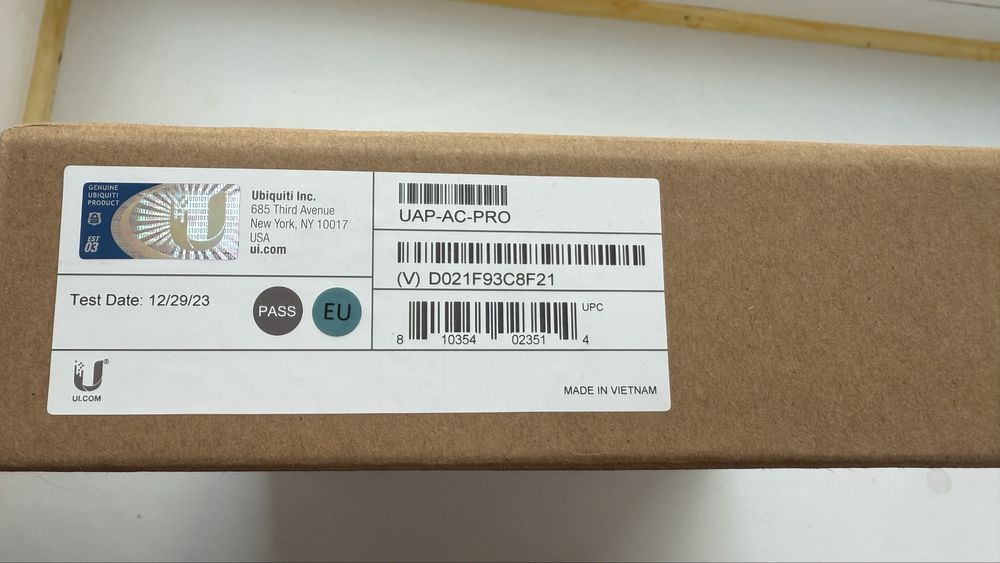 GENUINE
UBIQUITI
PRODUCT
EST
03
Ubiquiti Inc.
685 Third Avenue
New York, NY 10017
USA
ui.com
UAP-AC-PRO
(V) D021F93C8F21
Test Date: 12/29/23
PASS
EU
UPC
8 10354 02351 4
U®
UI.COM
MADE IN VIETNAM